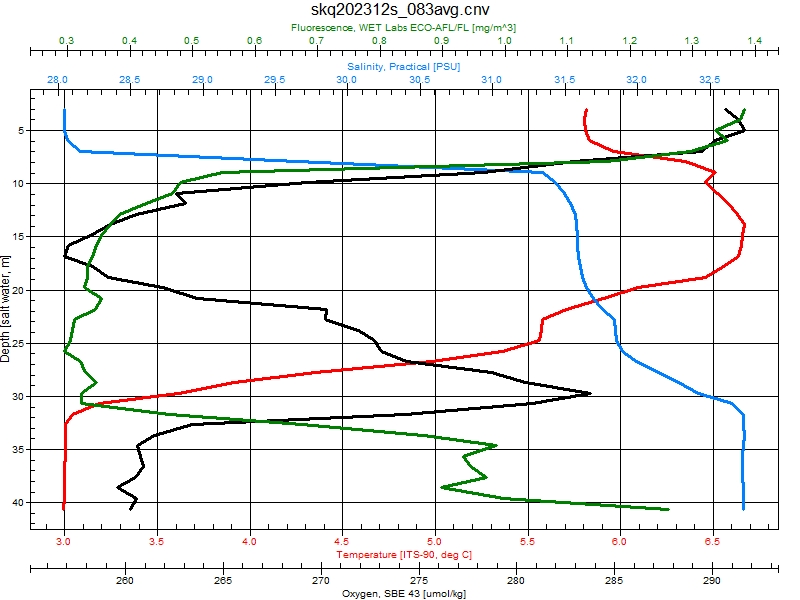 skq202312s_083avg.cnv
Fluorescence, WET Labs ECO-AFL/FL [mg/m^3]
0.3 0.4 0.5 0.6 0.7 0.8 0.9 1.0 1.1 1.2 1.3 1.4
Salinity, Practical [PSU]
28.0 28.5 29.0 29.5 30.0 30.5 31.0 31.5 32.0 32.5
Depth [salt water, m]
5
10
15
20
25
30
35
40
3.0 3.5 4.0 4.5 5.0 5.5 6.0 6.5
Temperature [ITS-90, deg C]
260 265 270 275 280 285 290
Oxygen, SBE 43 [umol/kg]